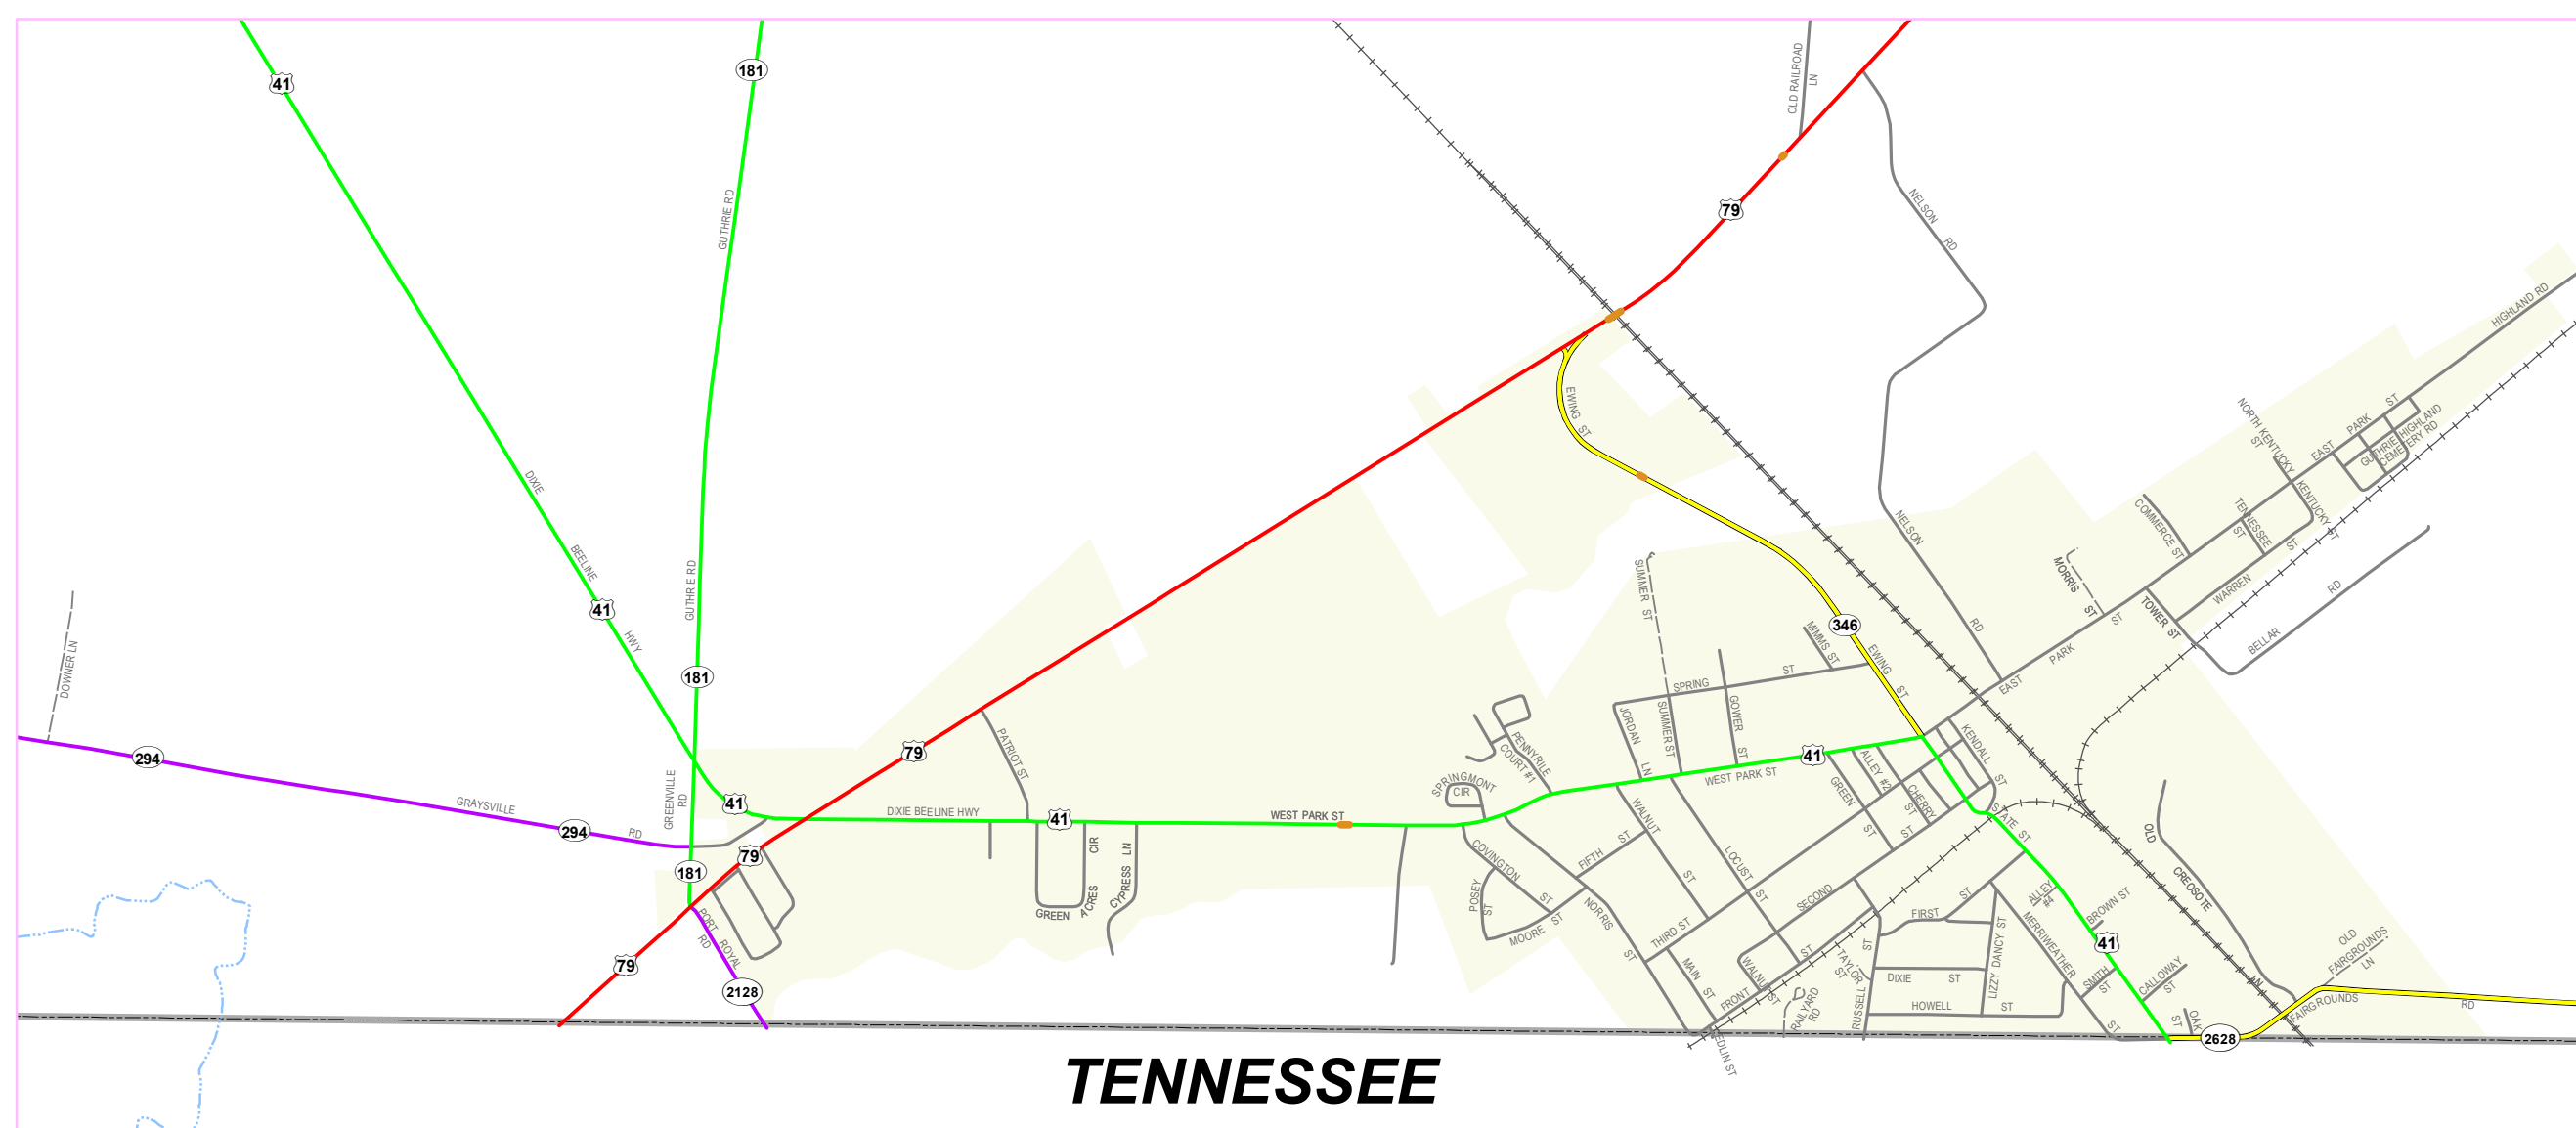 41
181
OLD RAILROAD
LN
GUTHRIE RD
79
NELSON
RD
HIGHLAND RD
EWING ST
NORTH KENTUCKY
ST
EAST PARK ST
GUTHRIE HIGHLAND
CEMETERY RD
DIXIE
BEELINE
HWY
41
GUTHRIE RD
181
DOWNER LN
294
GRAYSVILLE
RD
294
GREENVILLE
RD
41
79
PATRIOT ST
DIXIE BEELINE HWY
41
WEST PARK ST
181
79
PORT ROYAL
RD
79
2128
GREEN ACRES CIR
CYPRESS LN
SPRINGMONT
CIR
PENNYRILE
COURT #1
SUMMER ST
JORDAN LN
SPRING ST
SUMMER ST
GOWER ST
MIMMS ST
346
EWING ST
NELSON
RD
COMMERCE ST
TENNESSEE
ST
KENTUCKY ST
WARREN ST
MORRIS ST
TOWER ST
BELLAR RD
EAST PARK ST
KENDALL ST
41
WEST PARK ST
GREEN ST
ALLEY #2
CHERRY
ST
STATE ST
WALNUT ST
LOCUST ST
FIFTH ST
COVINGTON ST
POSEY
ST
MOORE ST
NORRIS ST
THIRD ST
SECOND ST
MAIN ST
WALNUT ST
FRONT ST
RAILYARD
RD
TAYLOR
ST
RUSSELL ST
FIRST ST
DIXIE ST
HOWELL ST
LIZZY DANCY ST
MERRIWEATHER ST
ALLEY
#4
BROWN ST
41
SMITH
ST
CALLOWAY
ST
OAK
ST
OLD CREOSOTE LN
OLD
FAIRGROUNDS
LN
FAIRGROUNDS RD
2628
TENNESSEE